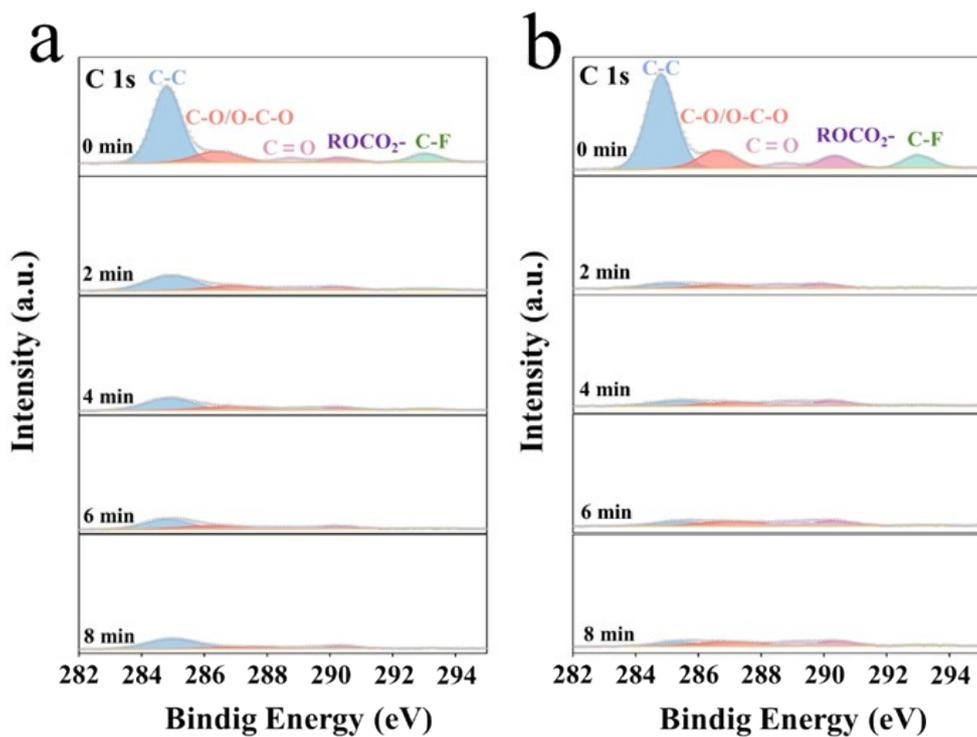 a
C 1s
C-C
C-O/O-C-O
C=O
ROCO₂-
C-F
0 min
2 min
4 min
6 min
8 min
Intensity (a.u.)
282 284 286 288 290 292 294
Bindig Energy (eV)
b
C 1s
C-C
C-O/O-C-O
C=O
ROCO₂-
C-F
0 min
2 min
4 min
6 min
8 min
Intensity (a.u.)
282 284 286 288 290 292 294
Bindig Energy (eV)